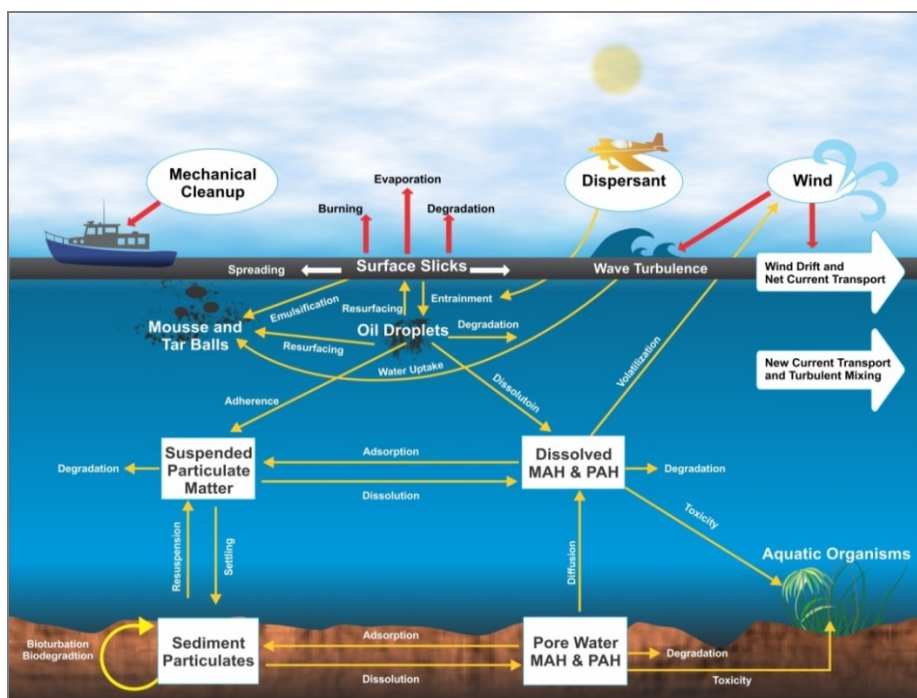 Mechanical
Cleanup
Evaporation
Burning
Degradation
Dispersant
Wind
Spreading
Surface Slicks
Wave Turbulence
Wind Drift and
Net Current Transport
Emulsification
Resurfacing
Entrainment
Mousse and
Tar Balls
Oil Droplets
Degradation
Resurfacing
Water Uptake
Volatilization
New Current Transport
and Turbulent Mixing
Adherence
Dissolutoin
Suspended
Particulate
Matter
Degradation
Adsorption
Dissolution
Dissolved
MAH & PAH
Degradation
Toxicity
Resuspension
Settling
Diffusion
Aquatic Organisms
Bioturbation
Biodegradtion
Sediment
Particulates
Adsorption
Dissolution
Pore Water
MAH & PAH
Degradation
Toxicity